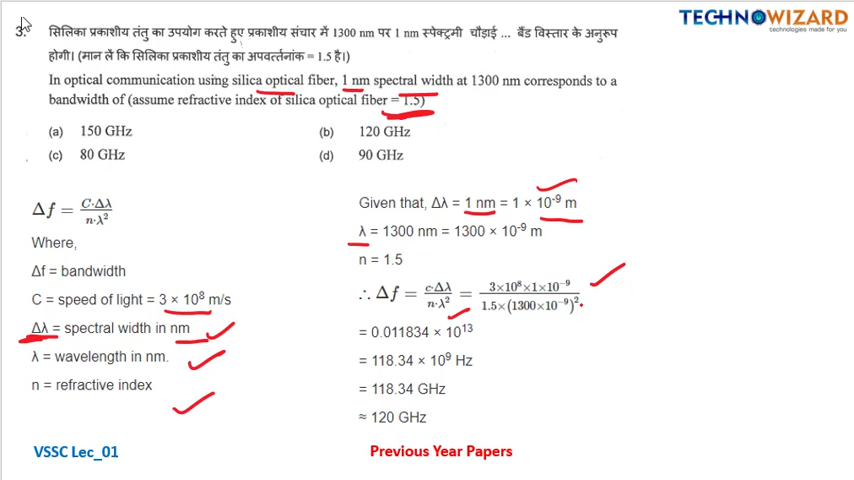 TECHNOWIZARD
technologies made for you
3. सिलिका प्रकाशीय तंतु का उपयोग करते हुए प्रकाशीय संचार में 1300 nm पर 1 nm स्पेक्ट्रमी चौड़ाई ... बैंड विस्तार के अनुरूप
होगी। (मान लें कि सिलिका प्रकाशीय तंतु का अपवर्त्तनांक = 1.5 है।)
In optical communication using silica optical fiber, 1 nm spectral width at 1300 nm corresponds to a
bandwidth of (assume refractive index of silica optical fiber = 1.5)
(a) 150 GHz (b) 120 GHz
(c) 80 GHz (d) 90 GHz
Δf = C·Δλ / n·λ²
Where,
Δf = bandwidth
C = speed of light = 3 × 10⁸ m/s
Δλ = spectral width in nm
λ = wavelength in nm.
n = refractive index
Given that, Δλ = 1 nm = 1 × 10⁻⁹ m
λ = 1300 nm = 1300 × 10⁻⁹ m
n = 1.5
∴ Δf = c·Δλ / n·λ² = 3×10⁸×1×10⁻⁹ / 1.5×(1300×10⁻⁹)²
= 0.011834 × 10¹³
= 118.34 × 10⁹ Hz
= 118.34 GHz
≈ 120 GHz
VSSC Lec_01
Previous Year Papers